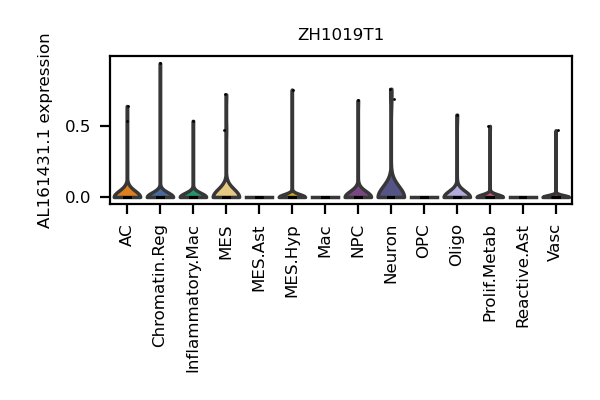 ZH1019T1
AL161431.1 expression
0.5
0.0
AC
Chromatin.Reg
Inflammatory.Mac
MES
MES.Ast
MES.Hyp
Mac
NPC
Neuron
OPC
Oligo
Prolif.Metab
Reactive.Ast
Vasc